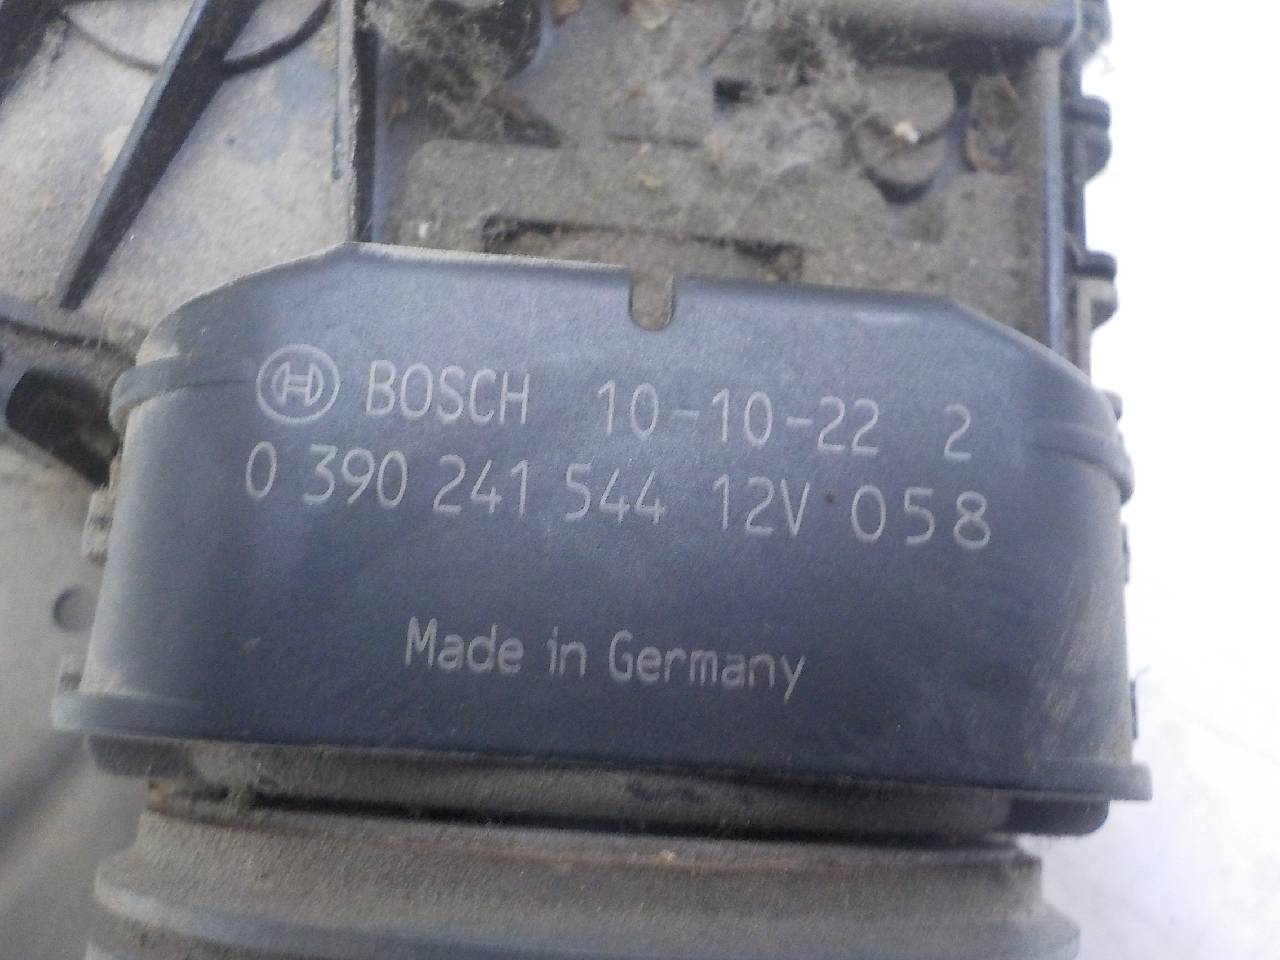 BOSCH 10-10-22 2
0 390 241 544 12V 058
Made in Germany